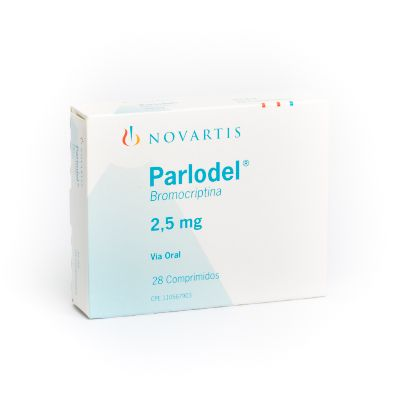 NOVARTIS
Parlodel®
Bromocriptina
2,5 mg
Via Oral
28 Comprimidos